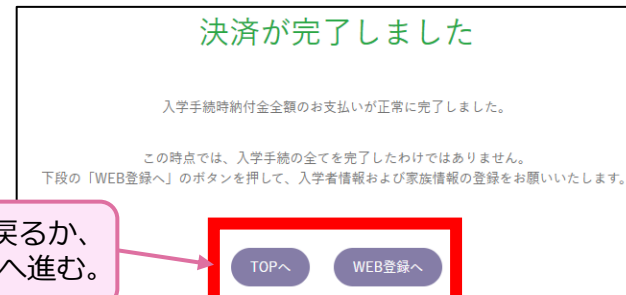 決済が完了しました
入学手続時納付金全額のお支払いが正常に完了しました。
この時点では、入学手続の全てを完了したわけではありません。
下段の「WEB登録へ」のボタンを押して、入学者情報および家族情報の登録をお願いいたします。
戻るか、
へ進む。
TOPへ
WEB登録へ